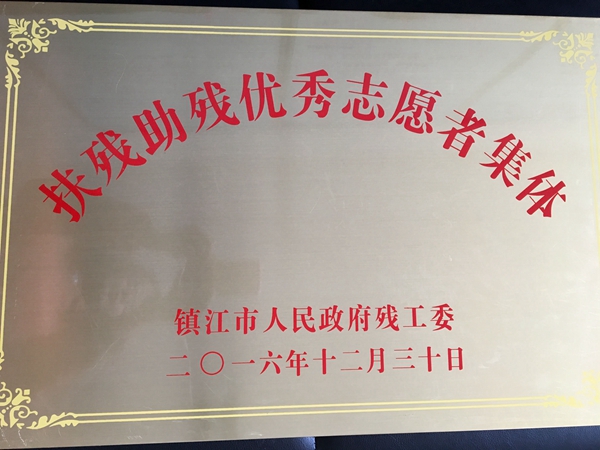 扶残助残优秀志愿者集体
镇江市人民政府残工委
二〇一六年十二月三十日